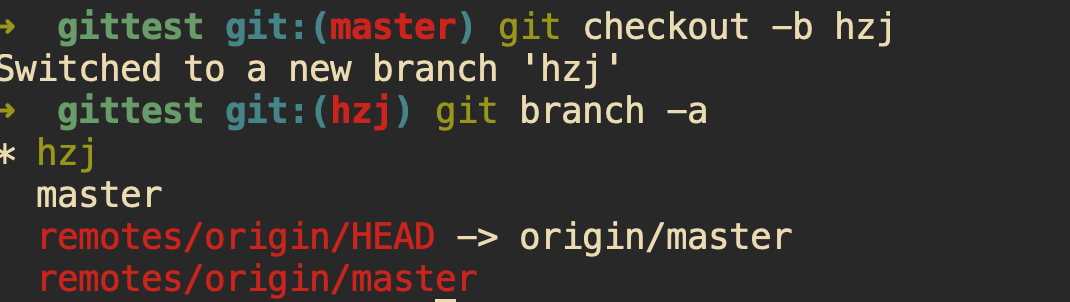 ➜  gittest git:(master) git checkout -b hzj
Switched to a new branch 'hzj'
➜  gittest git:(hzj) git branch -a
* hzj
  master
  remotes/origin/HEAD -> origin/master
  remotes/origin/master